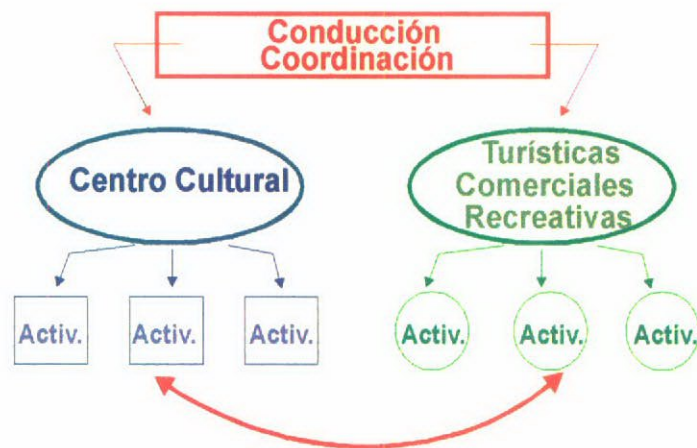 Conducción
Coordinación
Centro Cultural
Turísticas
Comerciales
Recreativas
Activ.
Activ.
Activ.
Activ.
Activ.
Activ.